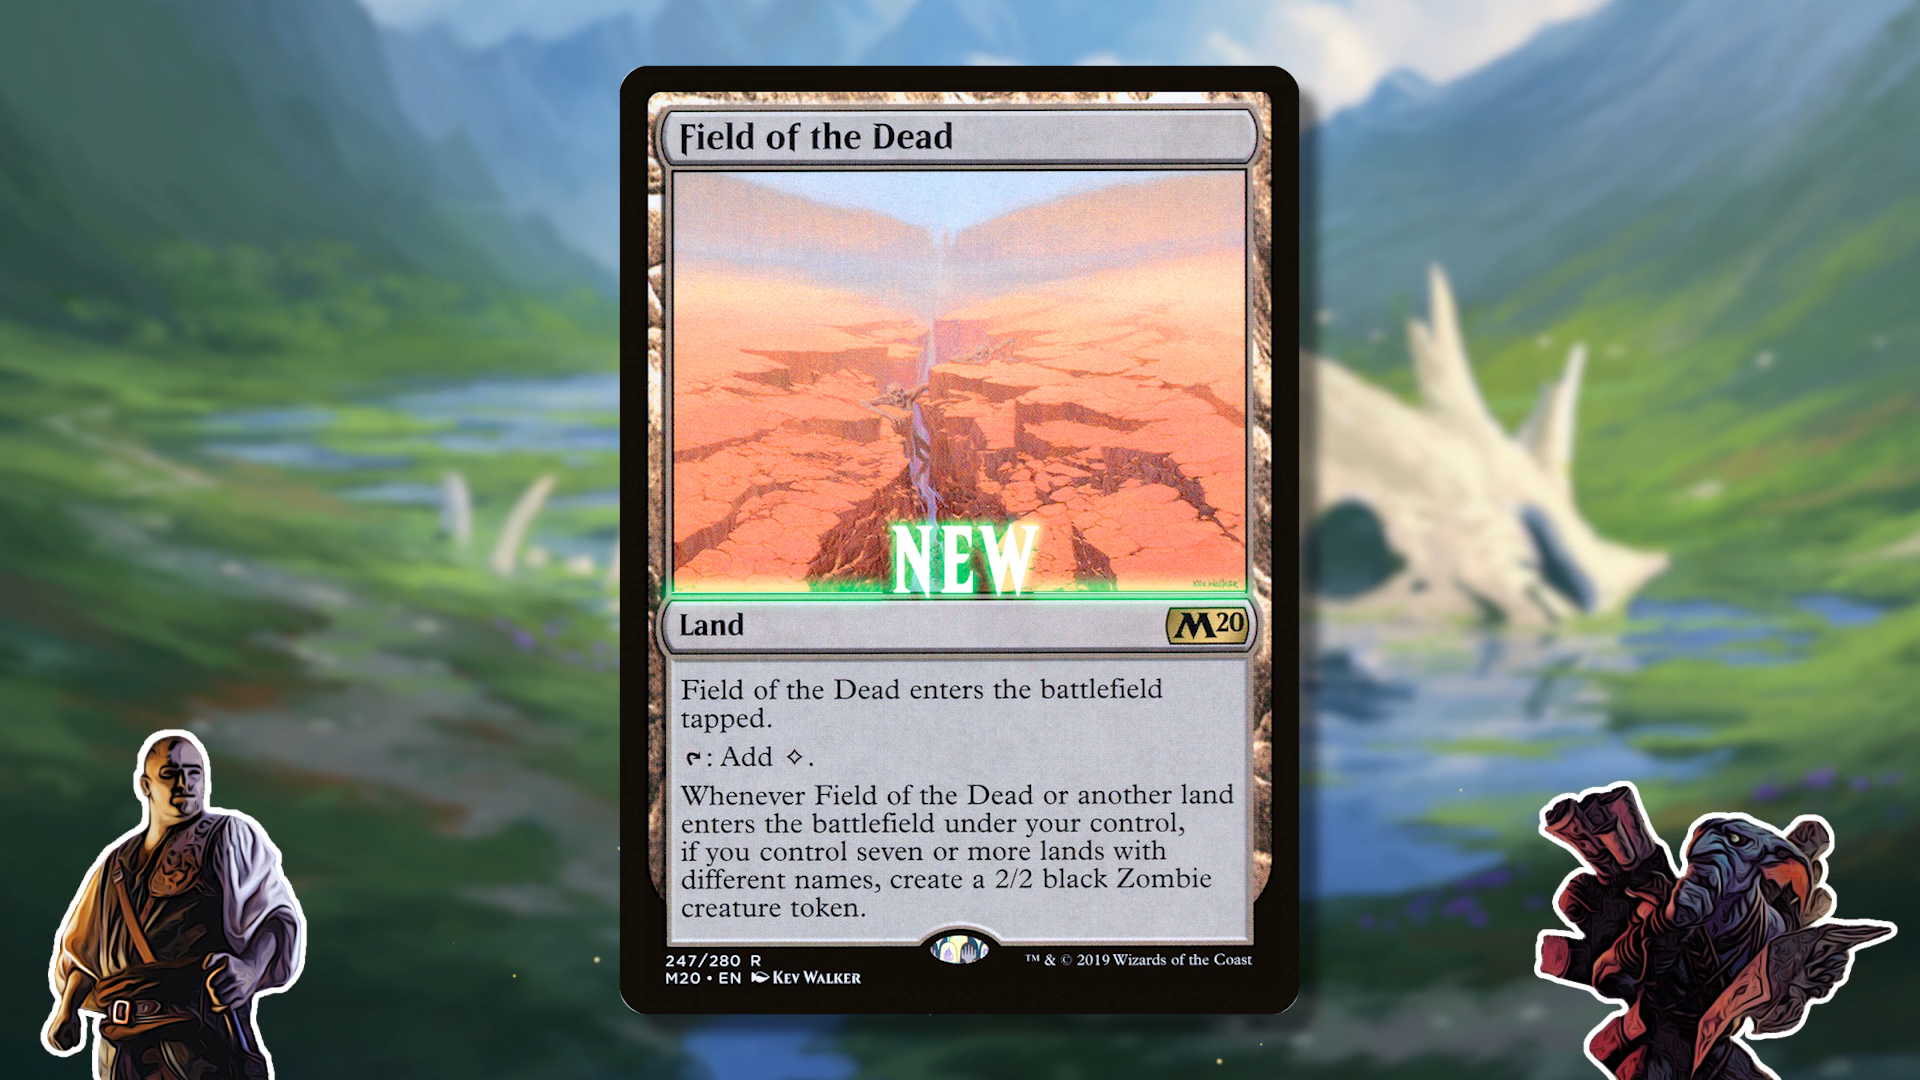 Field of the Dead
Kev Walker
NEW
Land
M20
Field of the Dead enters the battlefield
tapped.
: Add .
Whenever Field of the Dead or another land
enters the battlefield under your control,
if you control seven or more lands with
different names, create a 2/2 black Zombie
creature token.
247/280 R
M20 • EN KEV WALKER
™ & © 2019 Wizards of the Coast